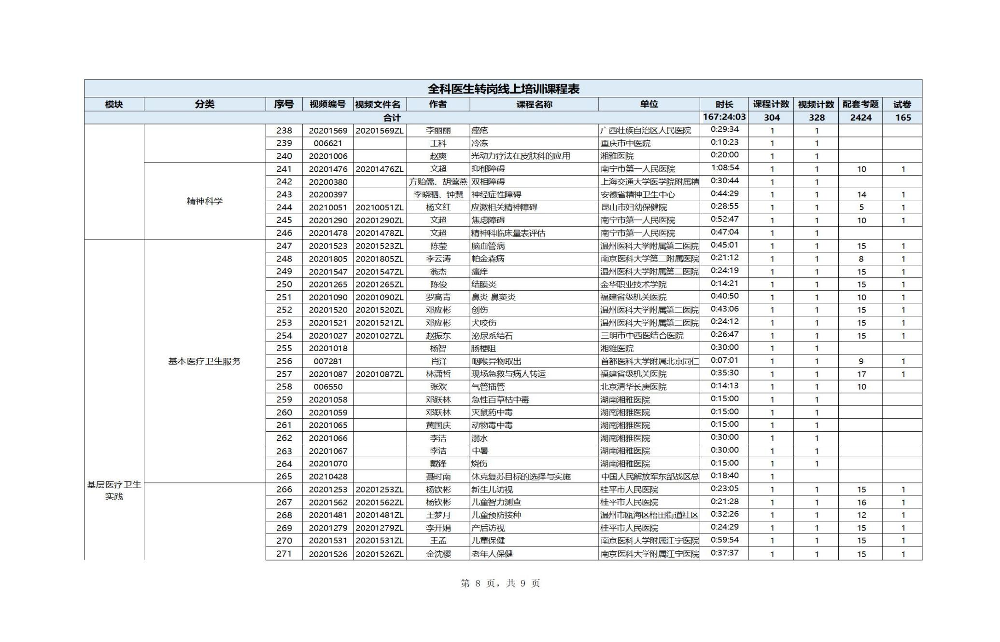 全科医生转岗线上培训课程表
模块 分类 序号 视频编号 视频文件名 作者 课程名称 单位 时长 课程计数 视频计数 配套考题 试卷
合计 167:24:03 304 328 2424 165
238 20201569 20201569ZL 李丽丽 痤疮 广西壮族自治区人民医院 0:29:34 1 1
239 006621 王科 冷冻 重庆市中医院 0:10:23 1 1
240 20201006 赵爽 光动力疗法在皮肤科的应用 湘雅医院 0:20:00 1 1
241 20201476 20201476ZL 文超 抑郁障碍 南宁市第一人民医院 1:08:54 1 1 10 1
242 20200380 方贻儒、胡莺燕 双相障碍 上海交通大学医学院附属精 0:30:44 1 1
精神科学 243 20200397 李晓驷、钟慧 神经症性障碍 安徽省精神卫生中心 0:44:29 1 1 14 1
244 20210051 20210051ZL 杨文红 应激相关精神障碍 昆山市妇幼保健院 0:28:55 1 1 5 1
245 20201290 20201290ZL 文超 焦虑障碍 南宁市第一人民医院 0:52:47 1 1 10 1
246 20201478 20201478ZL 文超 精神科临床量表评估 南宁市第一人民医院 0:47:04 1 1
247 20201523 20201523ZL 陈莹 脑血管病 温州医科大学附属第二医院 0:45:01 1 1 15 1
248 20201805 20201805ZL 李云涛 帕金森病 南京医科大学第二附属医院 0:21:12 1 1 8 1
249 20201547 20201547ZL 翁杰 瘙痒 温州医科大学附属第二医院 0:24:19 1 1 15 1
250 20201265 20201265ZL 陈俊 结膜炎 金华职业技术学院 0:14:21 1 1 15 1
251 20201090 20201090ZL 罗高青 鼻炎 鼻窦炎 福建省级机关医院 0:40:50 1 1 10 1
252 20201520 20201520ZL 邓应彬 创伤 温州医科大学附属第二医院 0:43:06 1 1 15 1
253 20201521 20201521ZL 邓应彬 犬咬伤 温州医科大学附属第二医院 0:24:12 1 1 15 1
254 20201027 20201027ZL 赵振东 泌尿系结石 三明市中西医结合医院 0:26:47 1 1 15 1
255 20201018 杨智 肠梗阻 湘雅医院 0:30:00 1 1
基本医疗卫生服务 256 007281 肖洋 咽喉异物取出 首都医科大学附属北京同仁 0:07:01 1 1 9 1
257 20201087 20201087ZL 林潇哲 现场急救与病人转运 福建省级机关医院 0:35:30 1 1 17 1
258 006550 张欢 气管插管 北京清华长庚医院 0:14:13 1 1 10
259 20201058 邓跃林 急性百草枯中毒 湖南湘雅医院 0:15:00 1 1
260 20201059 邓跃林 灭鼠药中毒 湖南湘雅医院 0:15:00 1 1
261 20201065 黄国庆 动物毒中毒 湖南湘雅医院 0:15:00 1 1
262 20201066 李洁 溺水 湖南湘雅医院 0:30:00 1 1
263 20201067 李洁 中暑 湖南湘雅医院 0:30:00 1 1
264 20201070 戴锋 烧伤 湖南湘雅医院 0:15:00 1 1
265 20210428 聂时南 休克复苏目标的选择与实施 中国人民解放军东部战区总 0:18:40 1
基层医疗卫生
实践
266 20201253 20201253ZL 杨钦彬 新生儿访视 桂平市人民医院 0:23:05 1 1 15 1
267 20201562 20201562ZL 杨钦彬 儿童智力测查 桂平市人民医院 0:21:28 1 1 16 1
268 20201481 20201481ZL 王梦月 儿童预防接种 温州市瓯海区梧田街道社区 0:32:26 1 1 12 1
269 20201279 20201279ZL 李开娟 产后访视 桂平市人民医院 0:24:29 1 1 15 1
270 20201531 20201531ZL 王孟 儿童保健 南京医科大学附属江宁医院 0:59:54 1 1 15 1
271 20201526 20201526ZL 金沈樱 老年人保健 南京医科大学附属江宁医院 0:37:37 1 1 15 1
第 8 页，共 9 页